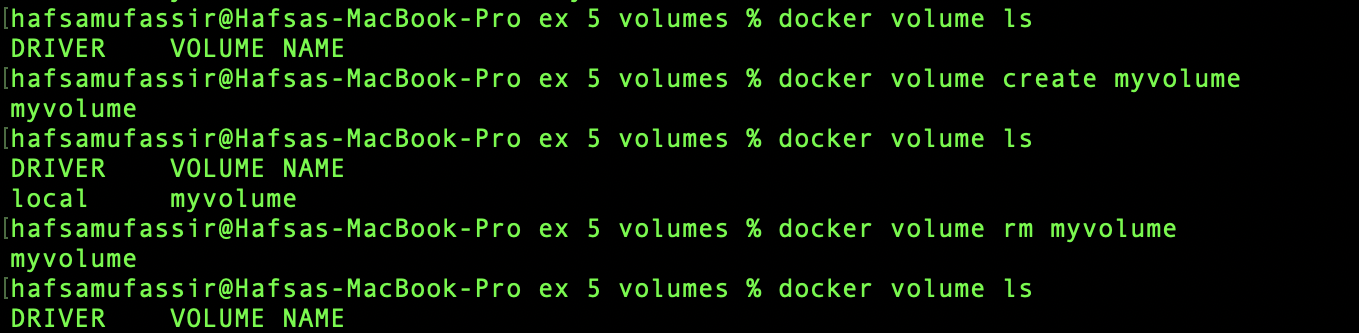 [hafsamufassir@Hafsas-MacBook-Pro ex 5 volumes % docker volume ls
DRIVER    VOLUME NAME
[hafsamufassir@Hafsas-MacBook-Pro ex 5 volumes % docker volume create myvolume
myvolume
[hafsamufassir@Hafsas-MacBook-Pro ex 5 volumes % docker volume ls
DRIVER    VOLUME NAME
local     myvolume
[hafsamufassir@Hafsas-MacBook-Pro ex 5 volumes % docker volume rm myvolume
myvolume
[hafsamufassir@Hafsas-MacBook-Pro ex 5 volumes % docker volume ls
DRIVER    VOLUME NAME